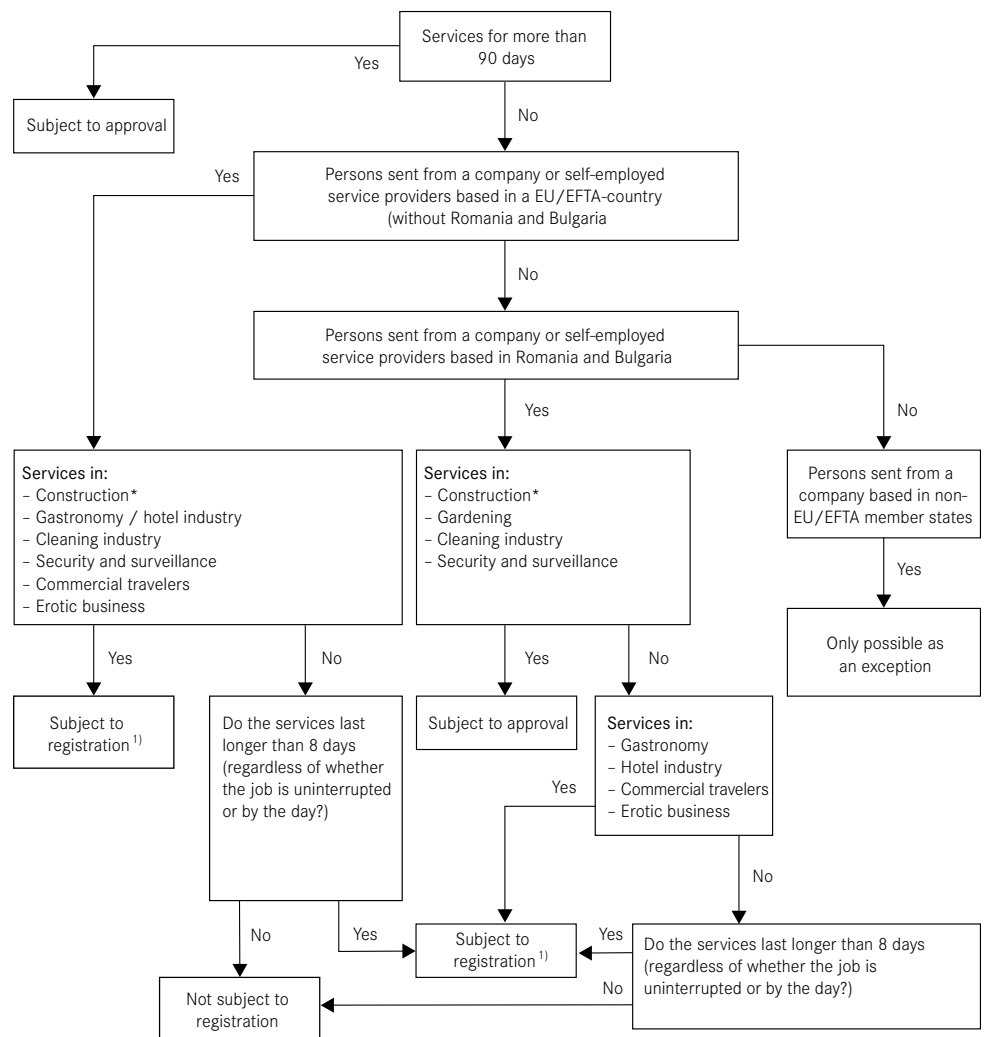 Services for more than
90 days
Yes
Subject to approval
No
Yes
Persons sent from a company or self-employed
service providers based in a EU/EFTA-country
(without Romania and Bulgaria
No
Persons sent from a company or self-employed
service providers based in Romania and Bulgaria
Yes
No
Services in:
– Construction*
– Gastronomy / hotel industry
– Cleaning industry
– Security and surveillance
– Commercial travelers
– Erotic business
Services in:
– Construction*
– Gardening
– Cleaning industry
– Security and surveillance
Persons sent from a
company based in non-
EU/EFTA member states
Yes
Only possible as
an exception
Yes
No
Yes
No
Subject to
registration 1)
Do the services last
longer than 8 days
(regardless of whether
the job is uninterrupted
or by the day?)
Subject to approval
Services in:
– Gastronomy
– Hotel industry
– Commercial travelers
– Erotic business
Yes
No
No
Yes
Subject to
registration 1)
Yes
No
Do the services last longer than 8 days
(regardless of whether the job is
uninterrupted or by the day?)
Not subject to
registration